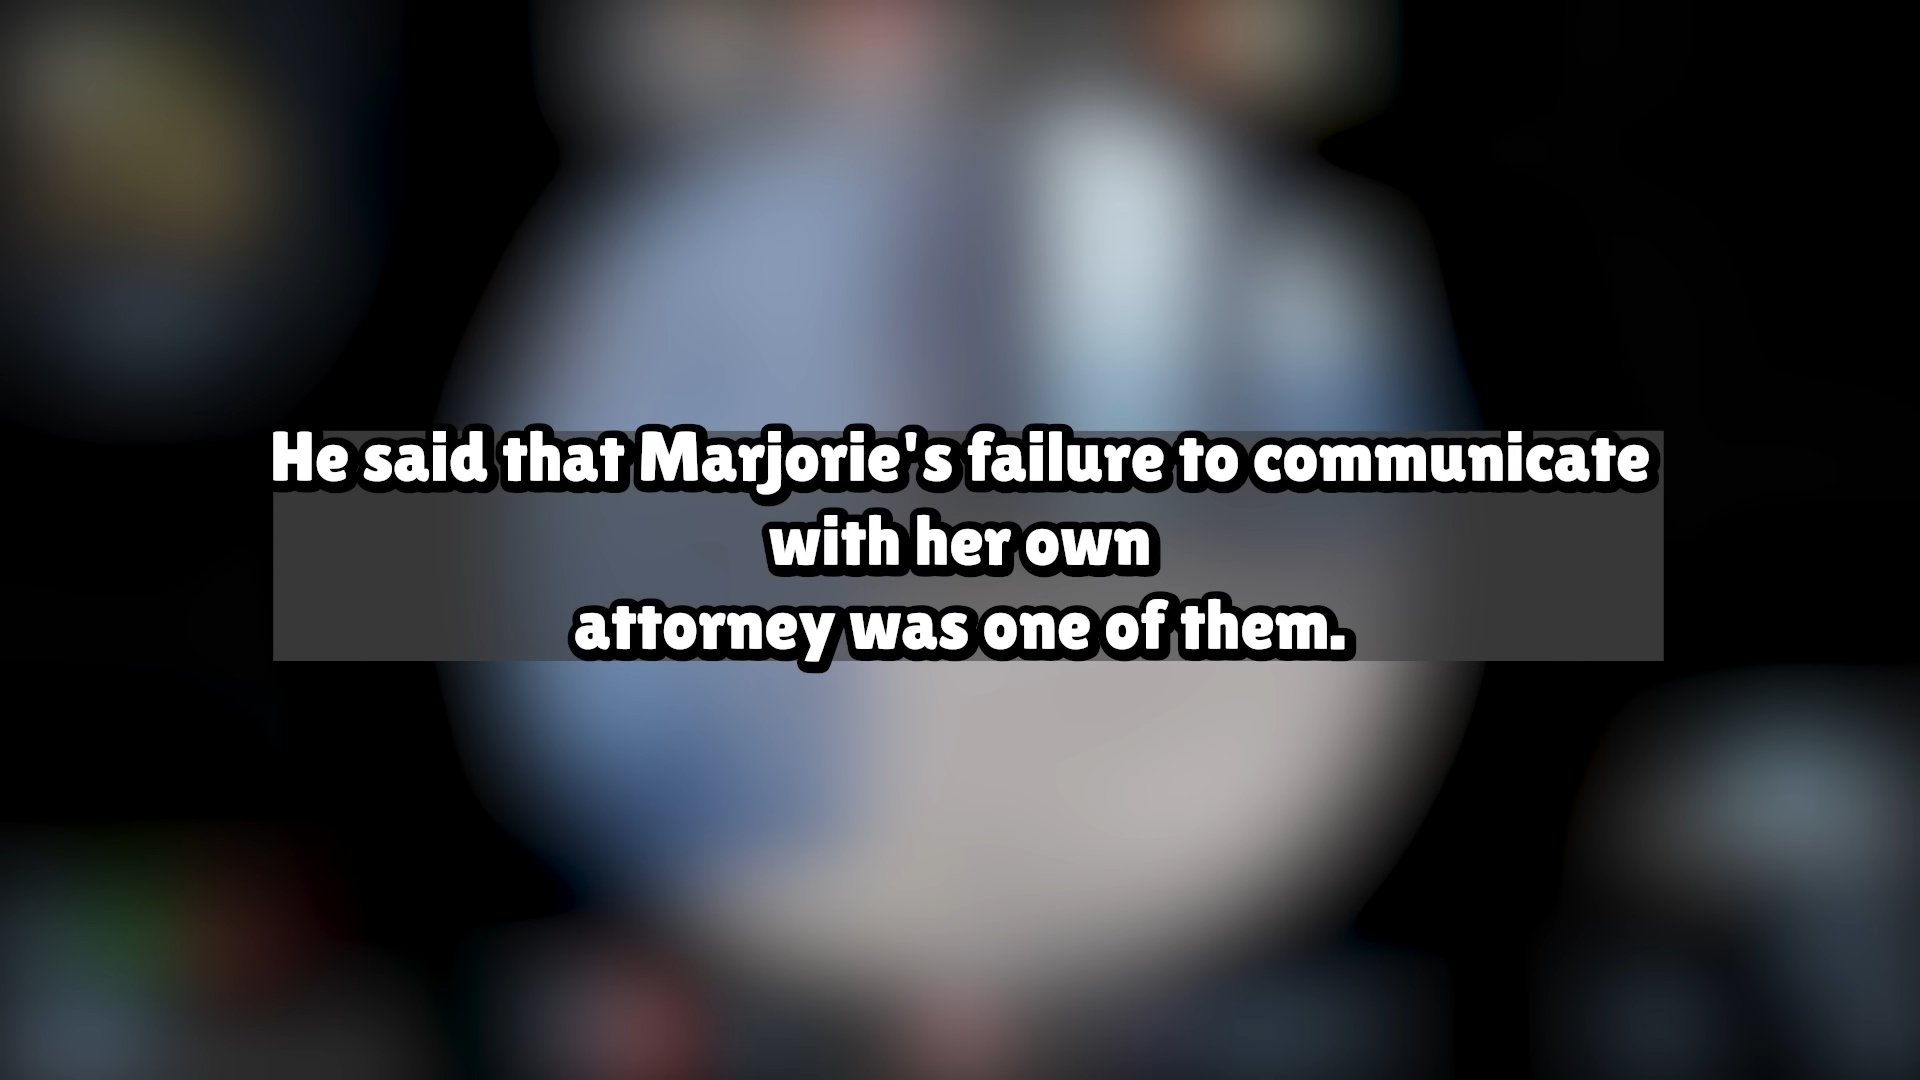 He said that Marjorie's failure to communicate
with her own
attorney was one of them.